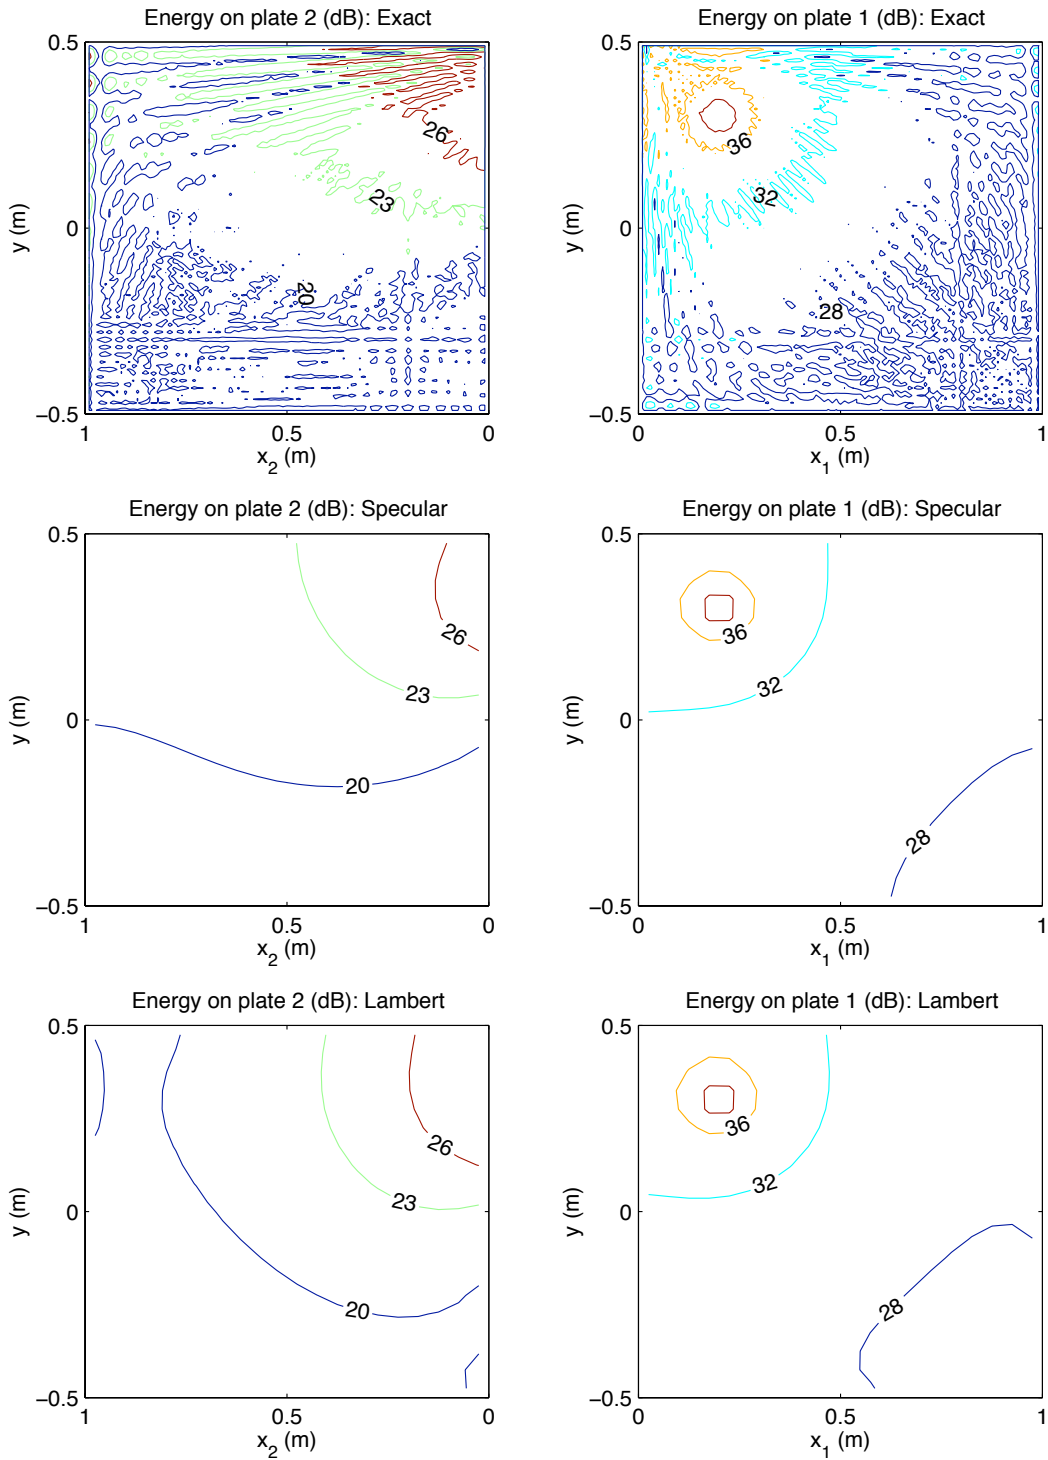 Energy on plate 2 (dB): Exact
0.5
0
−0.5
y (m)
26
23
20
1 0.5 0
x2 (m)
Energy on plate 1 (dB): Exact
0.5
0
−0.5
y (m)
36
32
28
0 0.5 1
x1 (m)
Energy on plate 2 (dB): Specular
0.5
0
−0.5
y (m)
26
23
20
1 0.5 0
x2 (m)
Energy on plate 1 (dB): Specular
0.5
0
−0.5
y (m)
36
32
28
0 0.5 1
x1 (m)
Energy on plate 2 (dB): Lambert
0.5
0
−0.5
y (m)
26
23
20
1 0.5 0
x2 (m)
Energy on plate 1 (dB): Lambert
0.5
0
−0.5
y (m)
36
32
28
0 0.5 1
x1 (m)